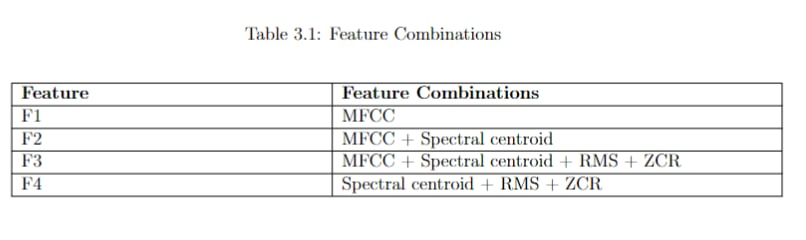 Table 3.1: Feature Combinations
Feature Feature Combinations
F1 MFCC
F2 MFCC + Spectral centroid
F3 MFCC + Spectral centroid + RMS + ZCR
F4 Spectral centroid + RMS + ZCR